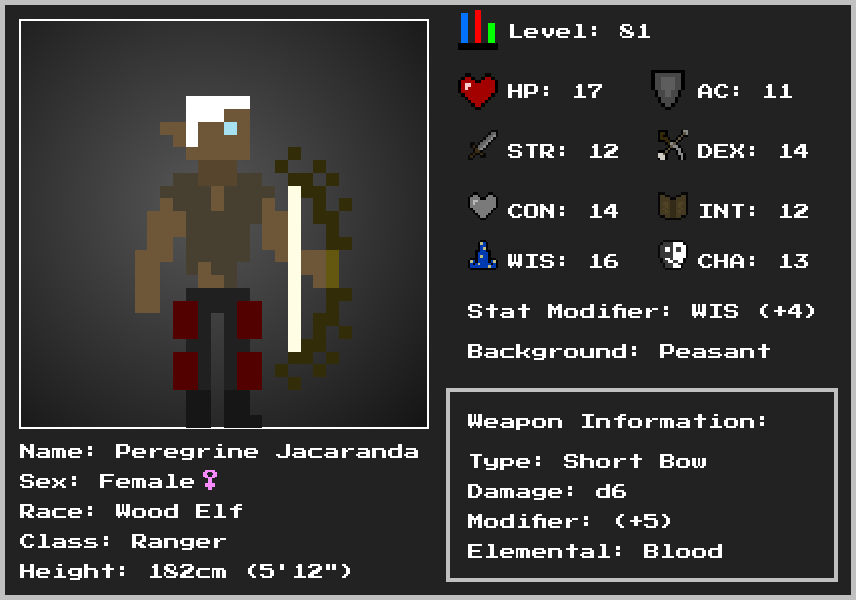 Level: 81
HP: 17 AC: 11
STR: 12 DEX: 14
CON: 14 INT: 12
WIS: 16 CHA: 13
Stat Modifier: WIS (+4)
Background: Peasant
Weapon Information:
Type: Short Bow
Damage: d6
Modifier: (+5)
Elemental: Blood
Name: Peregrine Jacaranda
Sex: Female♀
Race: Wood Elf
Class: Ranger
Height: 182cm (5'12")